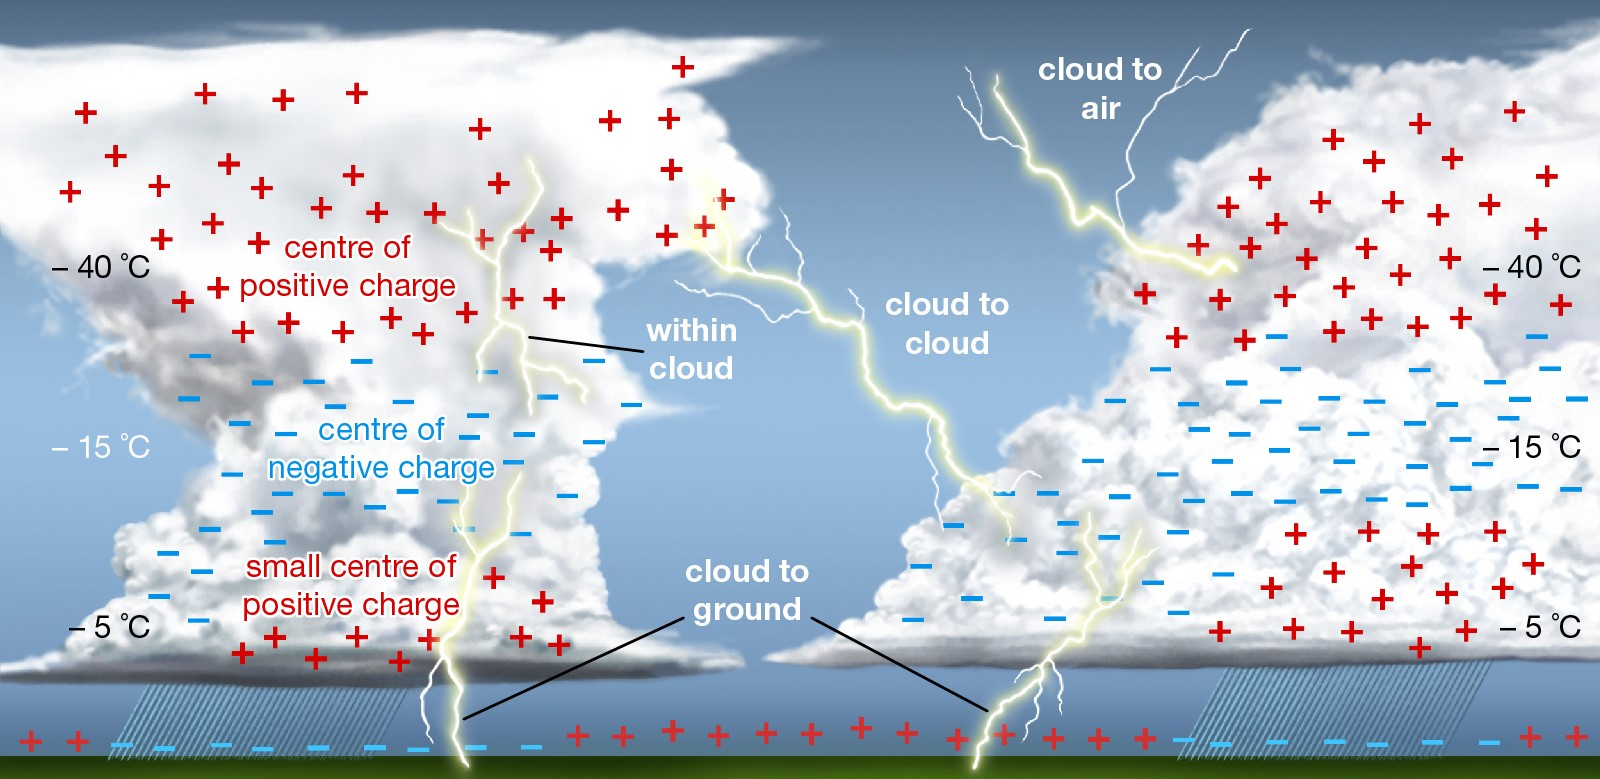 cloud to
air
centre of
positive charge
– 40 °C
– 40 °C
within
cloud
cloud to
cloud
centre of
negative charge
– 15 °C
– 15 °C
small centre of
positive charge
cloud to
ground
– 5 °C
– 5 °C